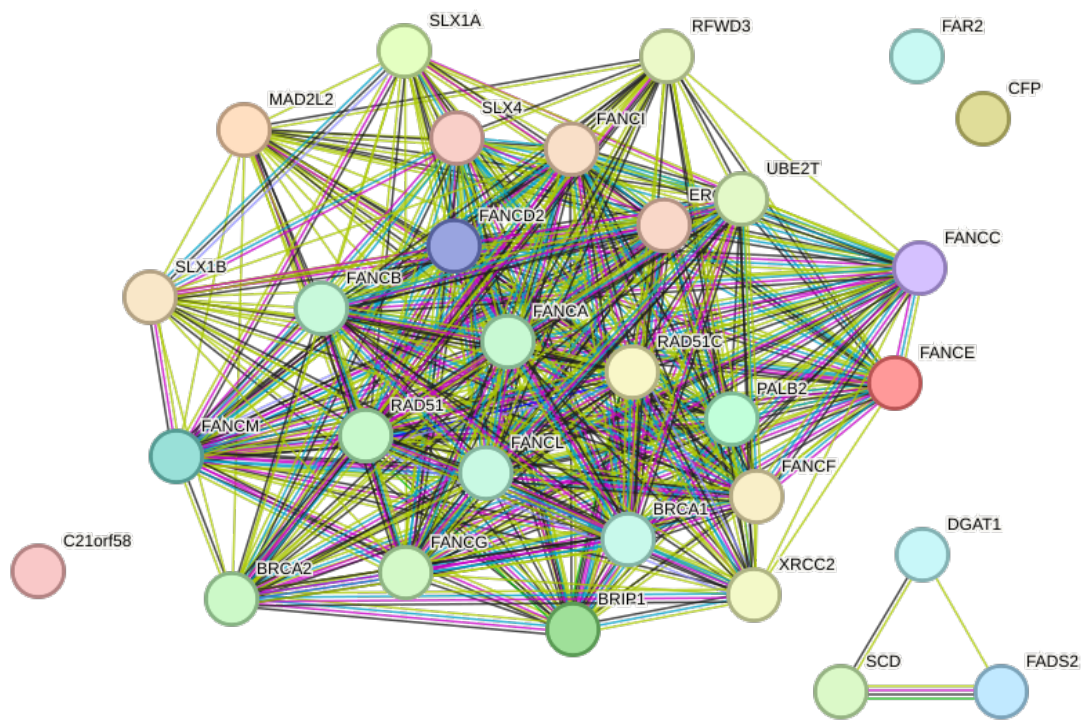 SLX1A
RFWD3
FAR2
CFP
MAD2L2
SLX4
FANCI
UBE2T
FANCD2
FANCC
SLX1B
FANCB
FANCA
RAD51C
FANCE
PALB2
RAD51
FANCM
FANCL
FANCF
BRCA1
DGAT1
C21orf58
FANCG
BRCA2
XRCC2
BRIP1
SCD
FADS2